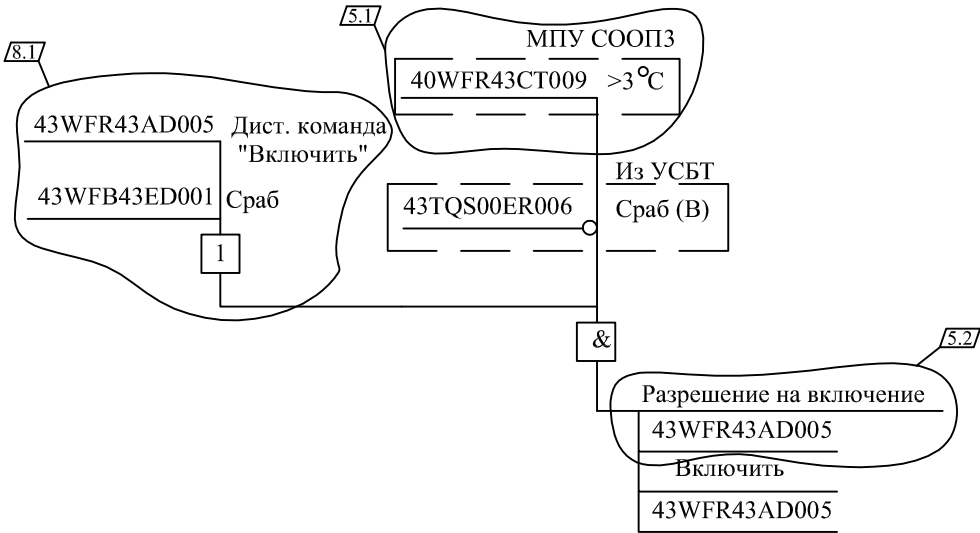 5.1
МПУ СООП3
8.1
40WFR43CT009 >3°C
43WFR43AD005 Дист. команда
"Включить"
Из УСБТ
43WFB43ED001 Сраб
43TQS00ER006 Сраб (В)
1
&
5.2
Разрешение на включение
43WFR43AD005
Включить
43WFR43AD005